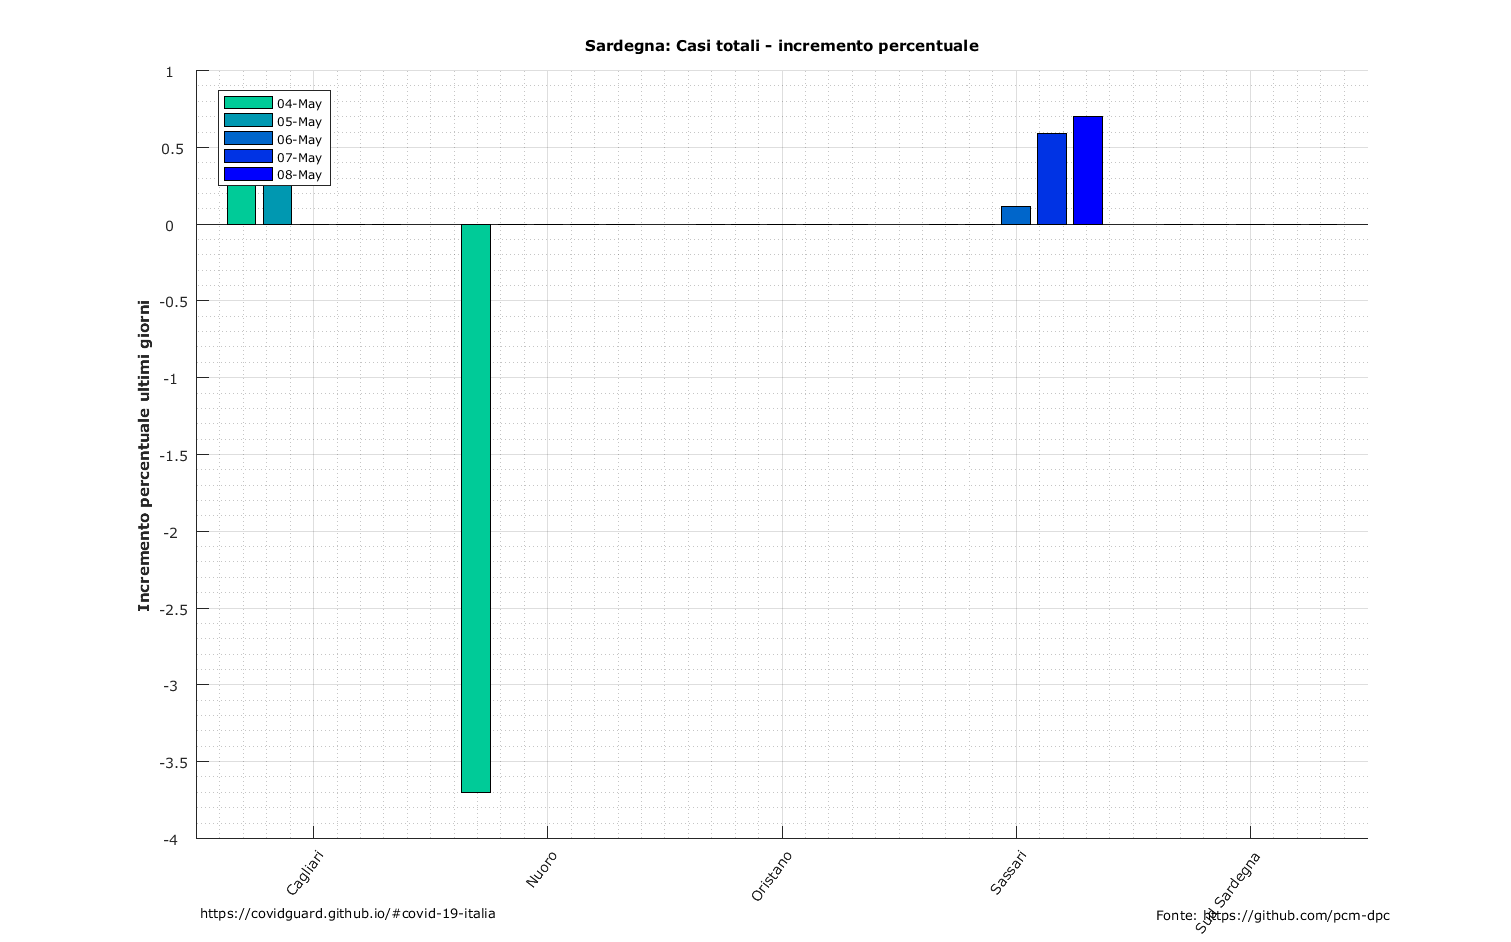 Sardegna: Casi totali - incremento percentuale
1
0.5
0
-0.5
-1
-1.5
-2
-2.5
-3
-3.5
-4
Incremento percentuale ultimi giorni
04-May
05-May
06-May
07-May
08-May
Cagliari
Nuoro
Oristano
Sassari
Sud Sardegna
https://covidguard.github.io/#covid-19-italia
Fonte: https://github.com/pcm-dpc